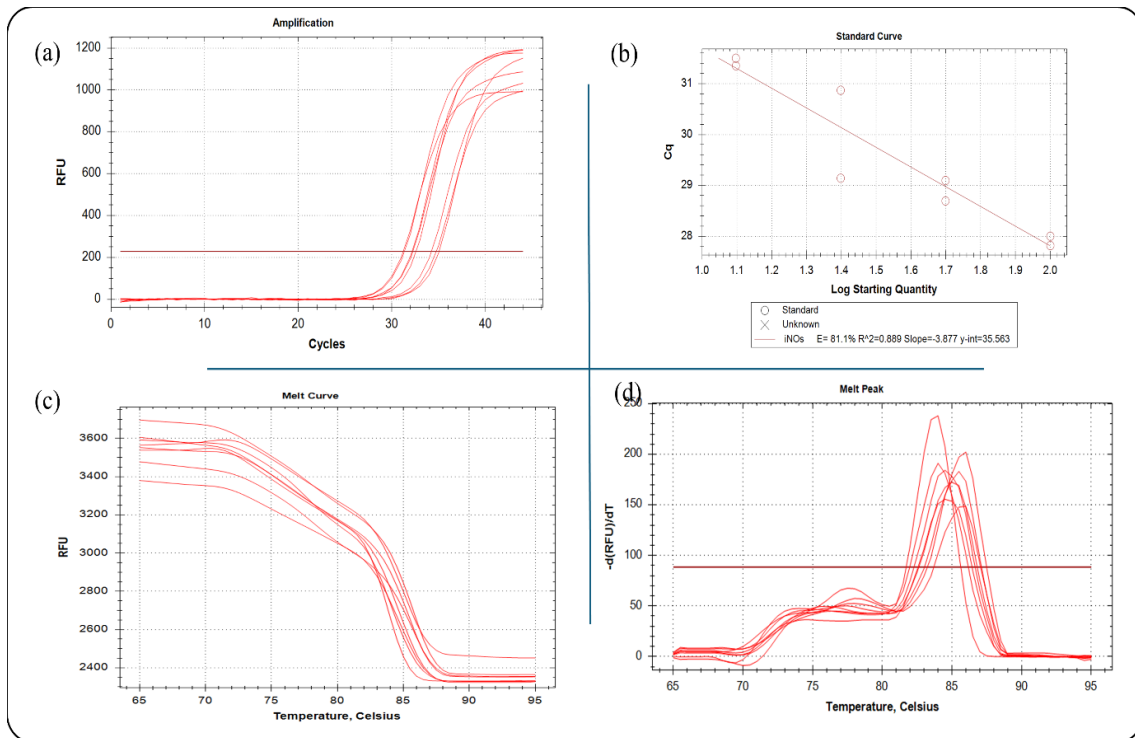 (a)
Amplification
RFU
1200
1000
800
600
400
200
0
0 10 20 30 40
Cycles
(b)
Standard Curve
Cq
31
30
29
28
1.0 1.1 1.2 1.3 1.4 1.5 1.6 1.7 1.8 1.9 2.0
Log Starting Quantity
Standard
Unknown
iNOs E= 81.1% R^2=0.889 Slope=-3.877 y-int=35.563
(c)
Melt Curve
RFU
3600
3400
3200
3000
2800
2600
2400
65 70 75 80 85 90 95
Temperature, Celsius
(d)
Melt Peak
-d(RFU)/dT
250
200
150
100
50
0
65 70 75 80 85 90 95
Temperature, Celsius